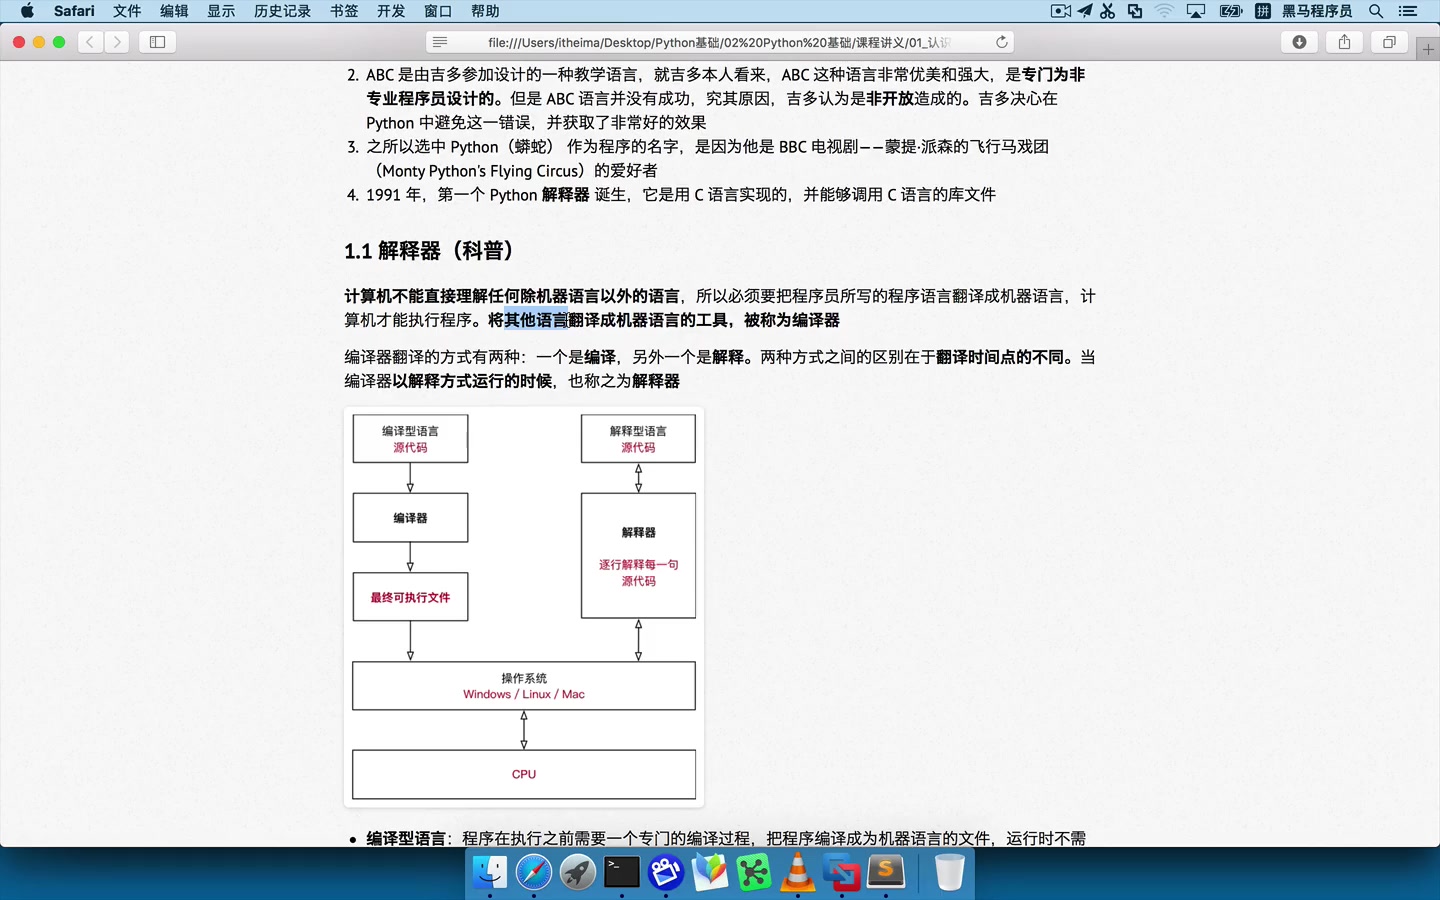 Safari 文件 编辑 显示 历史记录 书签 开发 窗口 帮助 拼 黑马程序员
file:///Users/itheima/Desktop/Python基础/02%20Python%20基础/课程讲义/01_认识
2. ABC 是由吉多参加设计的一种教学语言，就吉多本人看来，ABC 这种语言非常优美和强大，是专门为非
专业程序员设计的。但是 ABC 语言并没有成功，究其原因，吉多认为是非开放造成的。吉多决心在
Python 中避免这一错误，并获取了非常好的效果
3. 之所以选中 Python（蟒蛇） 作为程序的名字，是因为他是 BBC 电视剧——蒙提·派森的飞行马戏团
（Monty Python's Flying Circus）的爱好者
4. 1991 年，第一个 Python 解释器 诞生，它是用 C 语言实现的，并能够调用 C 语言的库文件
1.1 解释器（科普）
计算机不能直接理解任何除机器语言以外的语言，所以必须要把程序员所写的程序语言翻译成机器语言，计
算机才能执行程序。将其他语言翻译成机器语言的工具，被称为编译器
编译器翻译的方式有两种：一个是编译，另外一个是解释。两种方式之间的区别在于翻译时间点的不同。当
编译器以解释方式运行的时候，也称之为解释器
编译型语言
源代码
解释型语言
源代码
编译器
解释器
逐行解释每一句
源代码
最终可执行文件
操作系统
Windows / Linux / Mac
CPU
• 编译型语言：程序在执行之前需要一个专门的编译过程，把程序编译成为机器语言的文件，运行时不需
>_
S